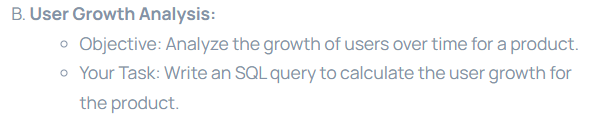 B. User Growth Analysis:
○ Objective: Analyze the growth of users over time for a product.
○ Your Task: Write an SQL query to calculate the user growth for
the product.